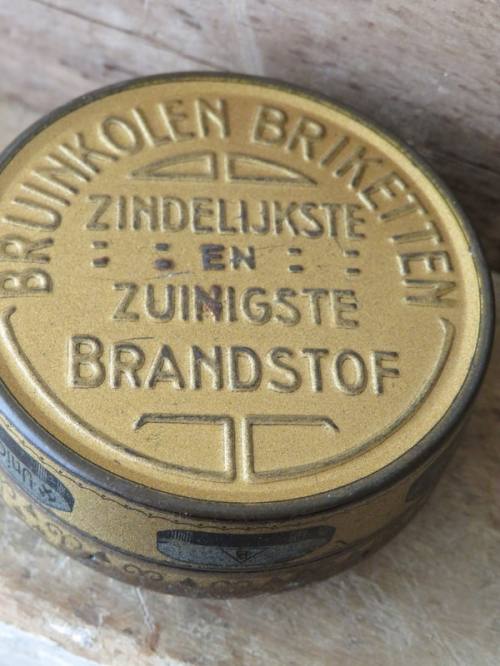 BRUINKOLEN BRIKETTEN
ZINDELIJKSTE
EN
ZUINIGSTE
BRANDSTOF